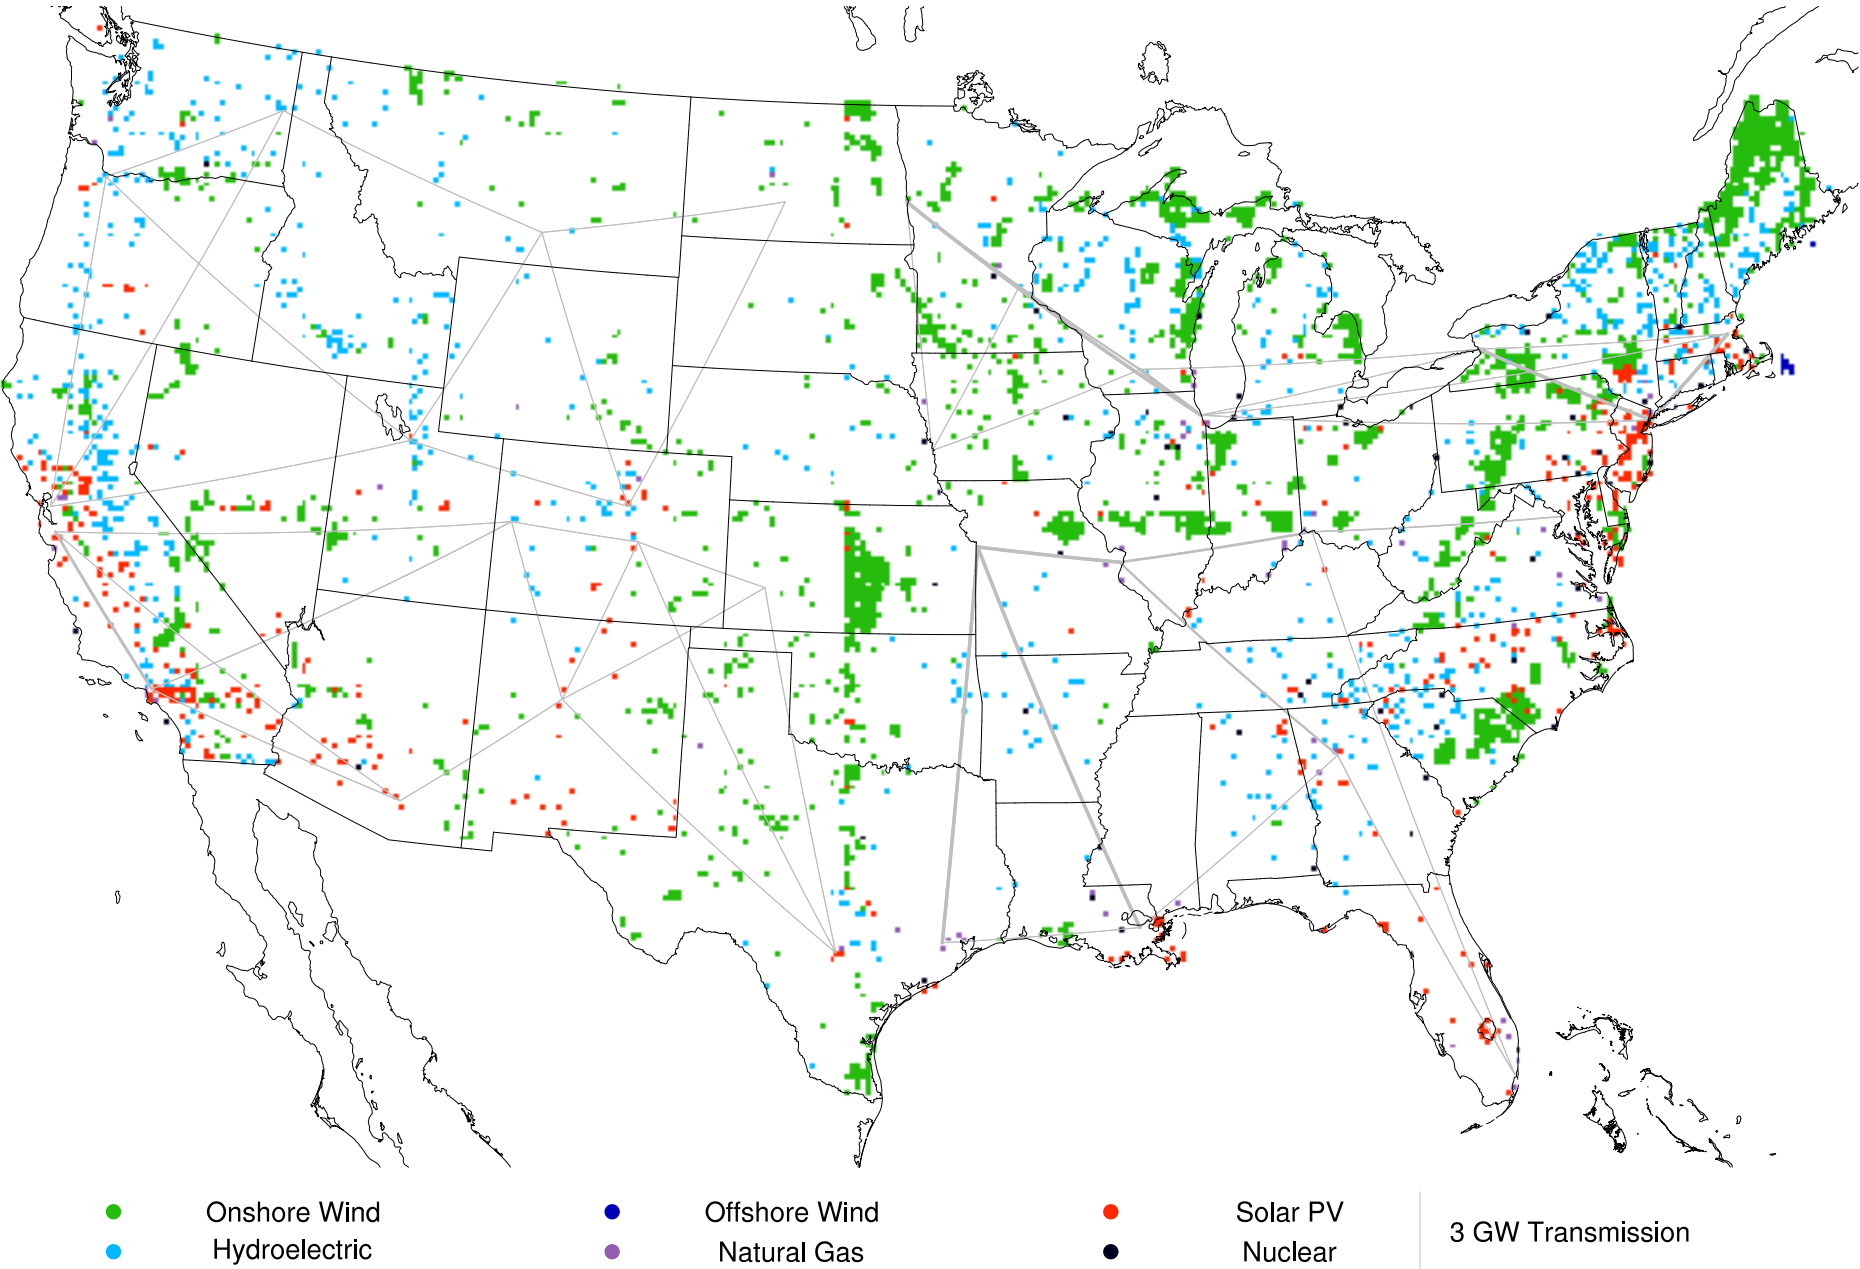 Onshore Wind
Offshore Wind
Solar PV
3 GW Transmission
Hydroelectric
Natural Gas
Nuclear